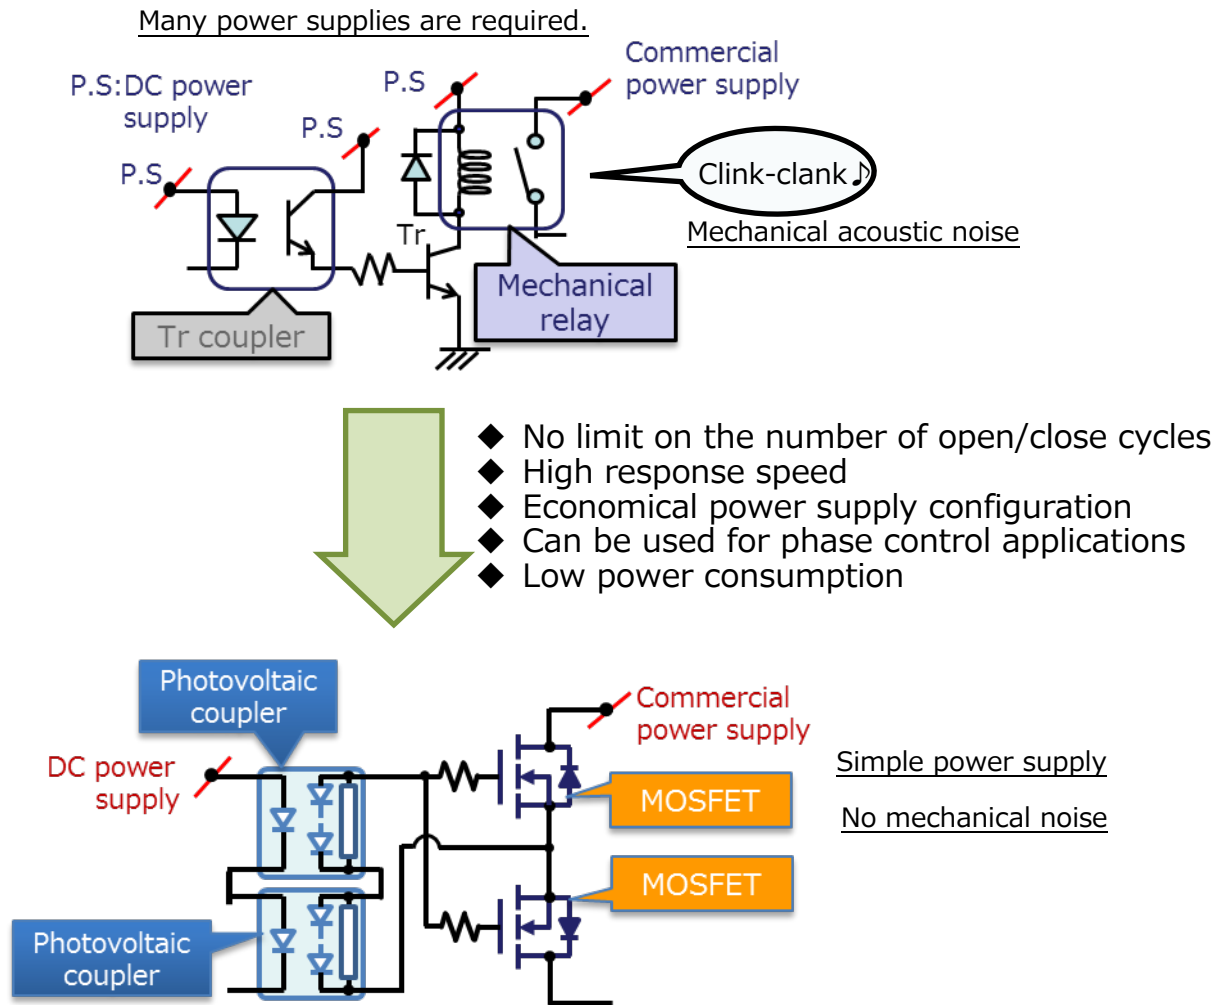 Many power supplies are required.
P.S:DC power
supply
P.S
P.S
P.S
Commercial
power supply
Clink-clank♪
Mechanical acoustic noise
Tr
Mechanical
relay
Tr coupler
◆ No limit on the number of open/close cycles
◆ High response speed
◆ Economical power supply configuration
◆ Can be used for phase control applications
◆ Low power consumption
Photovoltaic
coupler
Commercial
power supply
DC power
supply
MOSFET
Simple power supply
No mechanical noise
MOSFET
Photovoltaic
coupler